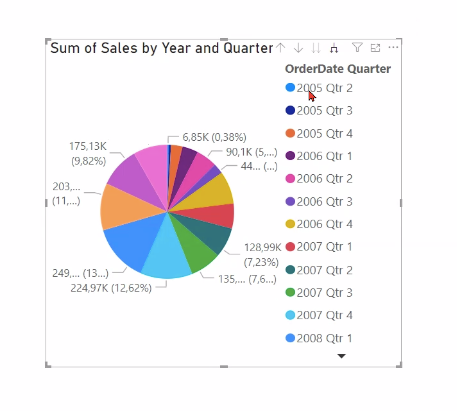 Sum of Sales by Year and Quarter
OrderDate Quarter
2005 Qtr 2
2005 Qtr 3
2005 Qtr 4
2006 Qtr 1
2006 Qtr 2
2006 Qtr 3
2006 Qtr 4
2007 Qtr 1
2007 Qtr 2
2007 Qtr 3
2007 Qtr 4
2008 Qtr 1
6,85K (0,38%)
90,1K (5,...)
44... (...)
128,99K
(7,23%)
135,... (7,6...)
224,97K (12,62%)
249,... (13...)
203,...
(11,...)
175,13K
(9,82%)